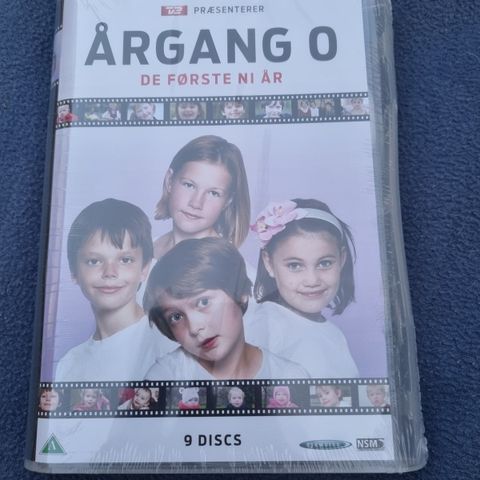 TV2 PRÆSENTERER
ÅRGANG 0
DE FØRSTE NI ÅR
9 DISCS
NSM